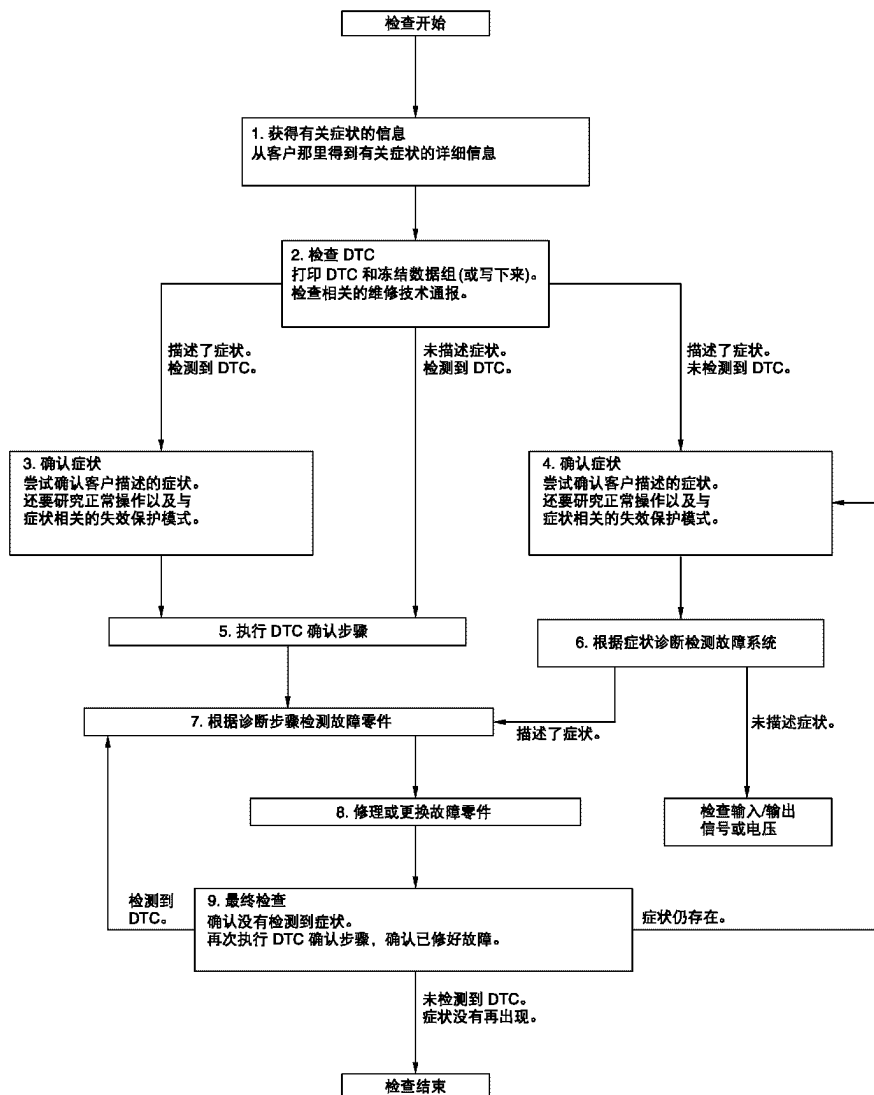 检查开始
1. 获得有关症状的信息
从客户那里得到有关症状的详细信息
2. 检查 DTC
打印 DTC 和冻结数据组(或写下来)。
检查相关的维修技术通报。
描述了症状。
检测到 DTC。
未描述症状。
检测到 DTC。
描述了症状。
未检测到 DTC。
3. 确认症状
尝试确认客户描述的症状。
还要研究正常操作以及与
症状相关的失效保护模式。
4. 确认症状
尝试确认客户描述的症状。
还要研究正常操作以及与
症状相关的失效保护模式。
5. 执行 DTC 确认步骤
6. 根据症状诊断检测故障系统
7. 根据诊断步骤检测故障零件
描述了症状。
未描述症状。
8. 修理或更换故障零件
检查输入/输出
信号或电压
检测到
DTC。
9. 最终检查
确认没有检测到症状。
再次执行 DTC 确认步骤，确认已修好故障。
症状仍存在。
未检测到 DTC。
症状没有再出现。
检查结束